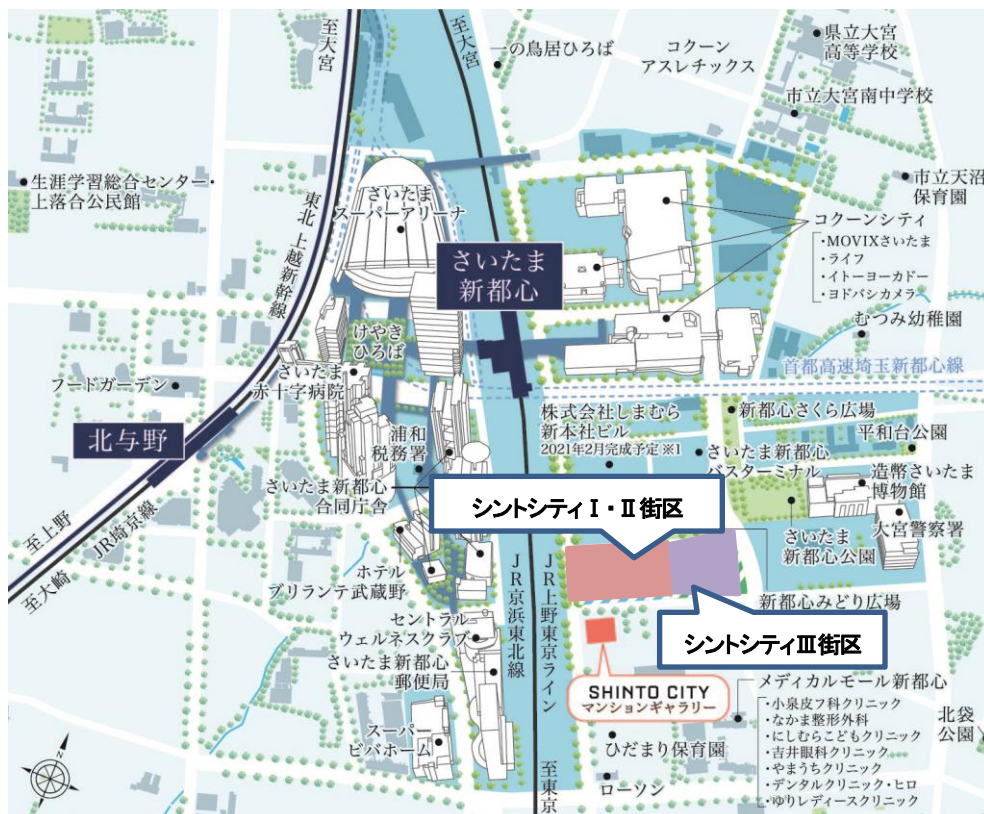 至大宮
至大宮
一の鳥居ひろば
コクーン
アスレチックス
県立大宮
高等学校
市立大宮南中学校
生涯学習総合センター・
上落合公民館
東北 上越新幹線
さいたま
スーパーアリーナ
市立天沼
保育園
さいたま
新都心
コクーンシティ
・MOVIXさいたま
・ライフ
・イトーヨーカドー
・ヨドバシカメラ
むつみ幼稚園
けやき
ひろば
首都高速埼玉新都心線
フードガーデン
さいたま
赤十字病院
北与野
浦和
税務署
株式会社しまむら
新本社ビル
2021年2月完成予定 ※1
新都心さくら広場
平和台公園
さいたま新都心
バスターミナル
造幣さいたま
博物館
さいたま新都心
合同庁舎
シントシティⅠ・Ⅱ街区
さいたま
新都心公園
大宮警察署
至上野
JR埼京線
至大崎
ホテル
ブリランテ武蔵野
JR京浜東北線
JR上野東京ライン
新都心みどり広場
セントラル
ウェルネスクラブ
シントシティⅢ街区
さいたま新都心
郵便局
SHINTO CITY
マンションギャラリー
メディカルモール新都心
・小泉皮フ科クリニック
・なかま整形外科
・にしむらこどもクリニック
・吉井眼科クリニック
・やまうちクリニック
・デンタルクリニック・ヒロ
・ゆりレディースクリニック
北袋
公園
スーパー
ビバホーム
ひだまり保育園
ローソン
至東京
N